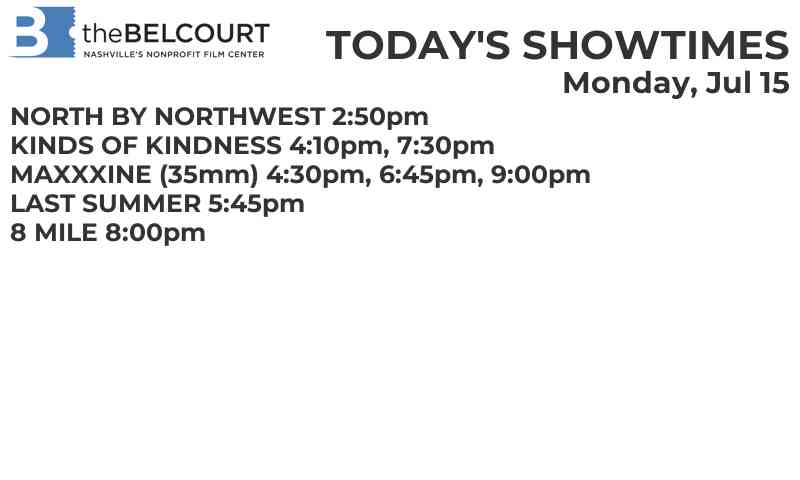 B theBELCOURT
NASHVILLE'S NONPROFIT FILM CENTER
TODAY'S SHOWTIMES
Monday, Jul 15
NORTH BY NORTHWEST 2:50pm
KINDS OF KINDNESS 4:10pm, 7:30pm
MAXXXINE (35mm) 4:30pm, 6:45pm, 9:00pm
LAST SUMMER 5:45pm
8 MILE 8:00pm